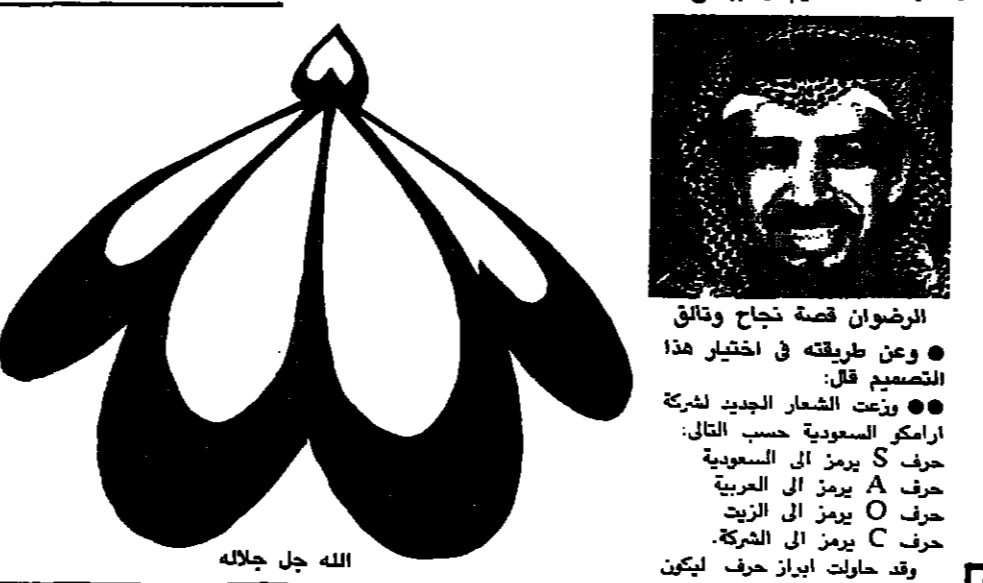 الرضوان قصة نجاح وتالق
● وعن طريقته في اختيار هذا
التصميم قال:
●● وزعت الشعار الجديد لشركة
ارامكو السعودية حسب التالى:
حرف S يرمز الى السعودية
حرف A يرمز الى العربية
حرف O يرمز الى الزيت
حرف C يرمز الى الشركة.
وقد حاولت ابراز حرف ليكون
الله جل جلاله